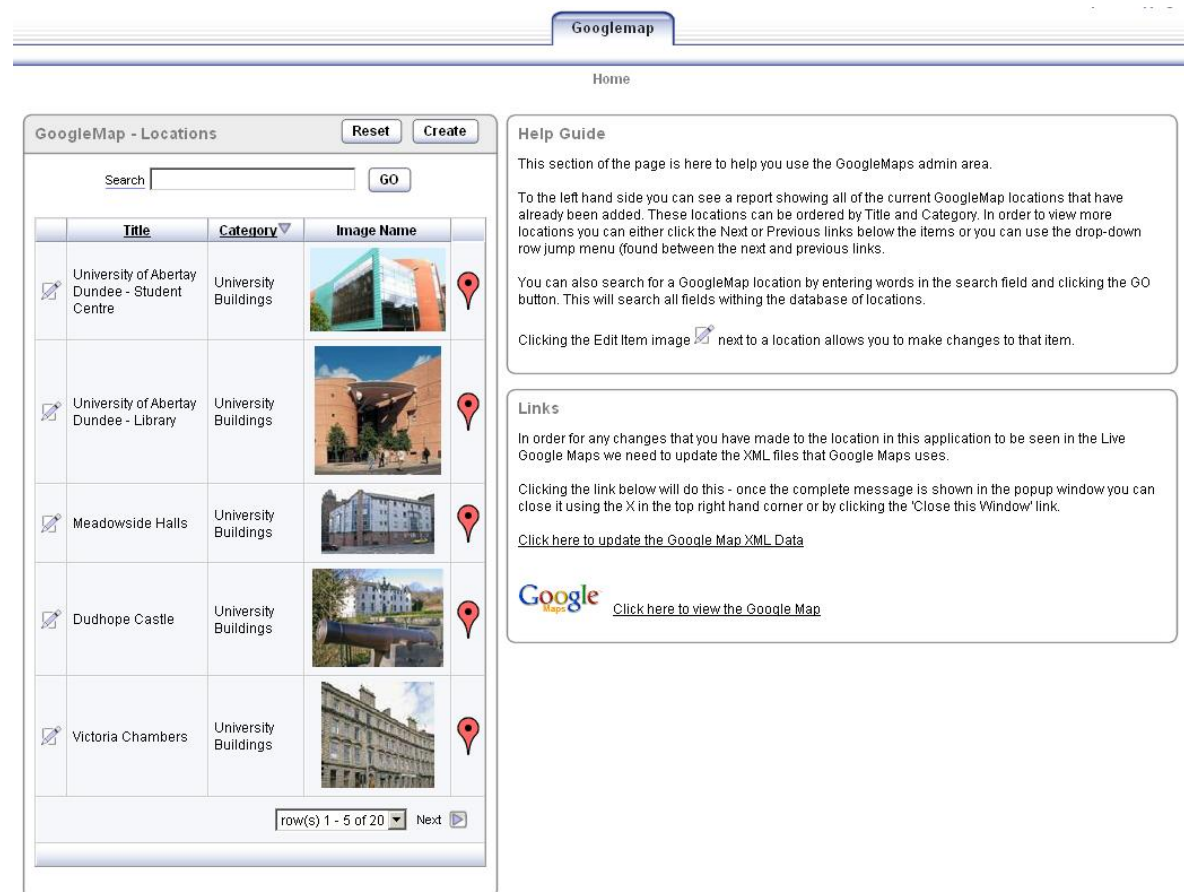 Googlemap
Home
GoogleMap - Locations
Reset
Create
Search
GO
Title
Category
Image Name
University of Abertay
Dundee - Student
Centre
University
Buildings
University of Abertay
Dundee - Library
University
Buildings
Meadowside Halls
University
Buildings
Dudhope Castle
University
Buildings
Victoria Chambers
University
Buildings
row(s) 1 - 5 of 20
Next
Help Guide
This section of the page is here to help you use the GoogleMaps admin area.
To the left hand side you can see a report showing all of the current GoogleMap locations that have
already been added. These locations can be ordered by Title and Category. In order to view more
locations you can either click the Next or Previous links below the items or you can use the drop-down
row jump menu (found between the next and previous links.
You can also search for a GoogleMap location by entering words in the search field and clicking the GO
button. This will search all fields withing the database of locations.
Clicking the Edit Item image next to a location allows you to make changes to that item.
Links
In order for any changes that you have made to the location in this application to be seen in the Live
Google Maps we need to update the XML files that Google Maps uses.
Clicking the link below will do this - once the complete message is shown in the popup window you can
close it using the X in the top right hand corner or by clicking the 'Close this Window' link.
Click here to update the Google Map XML Data
Google
Maps
Click here to view the Google Map